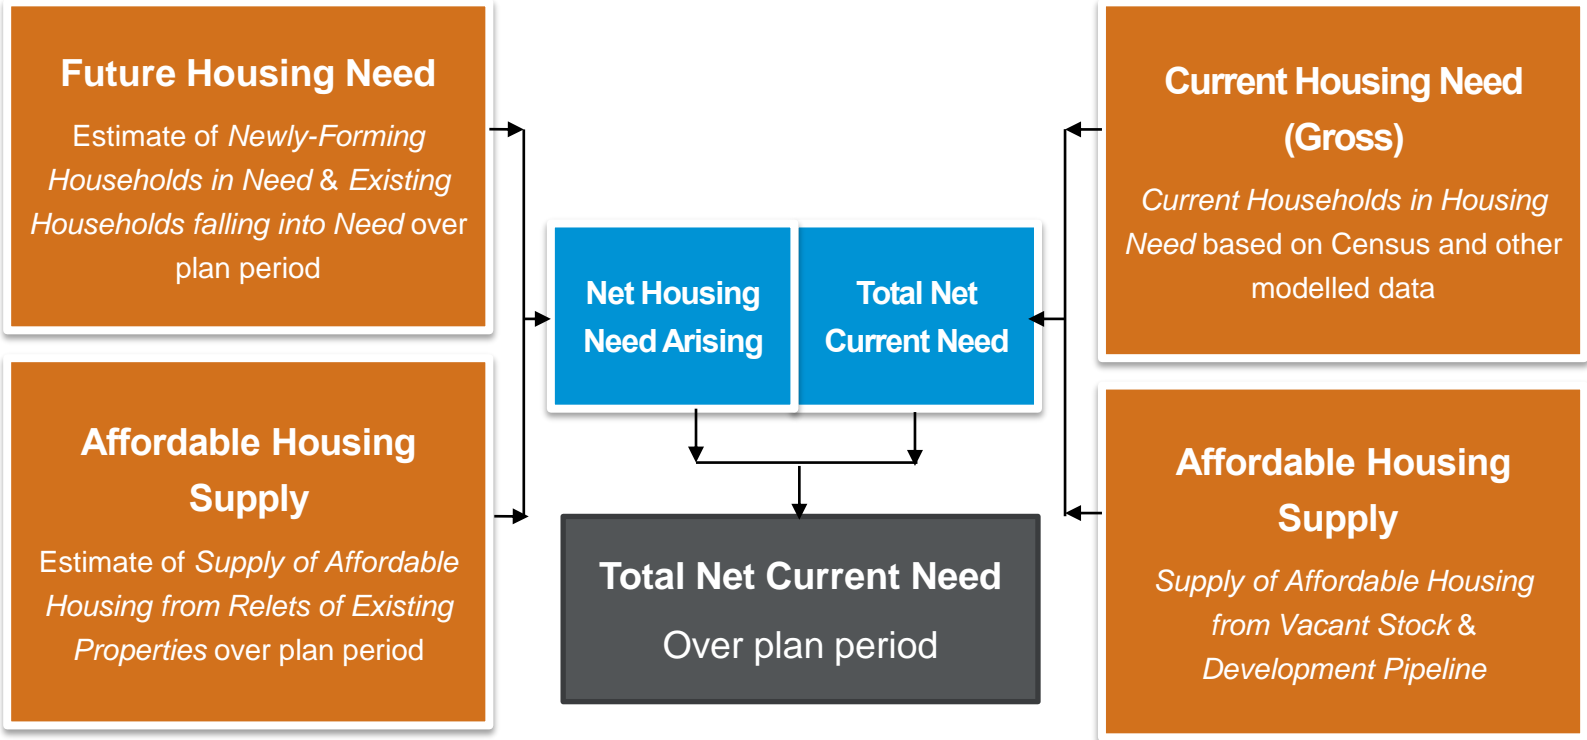 Future Housing Need
Estimate of Newly-Forming
Households in Need & Existing
Households falling into Need over
plan period
Affordable Housing
Supply
Estimate of Supply of Affordable
Housing from Relets of Existing
Properties over plan period
Net Housing
Need Arising
Total Net
Current Need
Total Net Current Need
Over plan period
Current Housing Need
(Gross)
Current Households in Housing
Need based on Census and other
modelled data
Affordable Housing
Supply
Supply of Affordable Housing
from Vacant Stock &
Development Pipeline